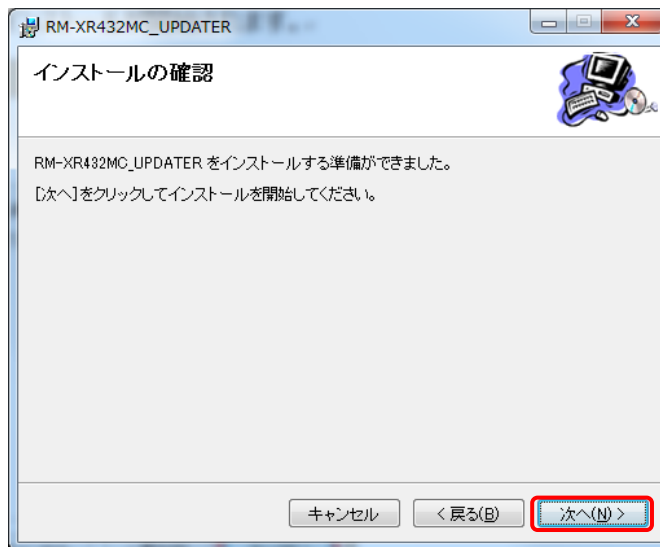 RM-XR432MC_UPDATER
インストールの確認
RM-XR432MC_UPDATER をインストールする準備ができました。
[次へ]をクリックしてインストールを開始してください。
キャンセル
< 戻る(B)
次へ(N) >